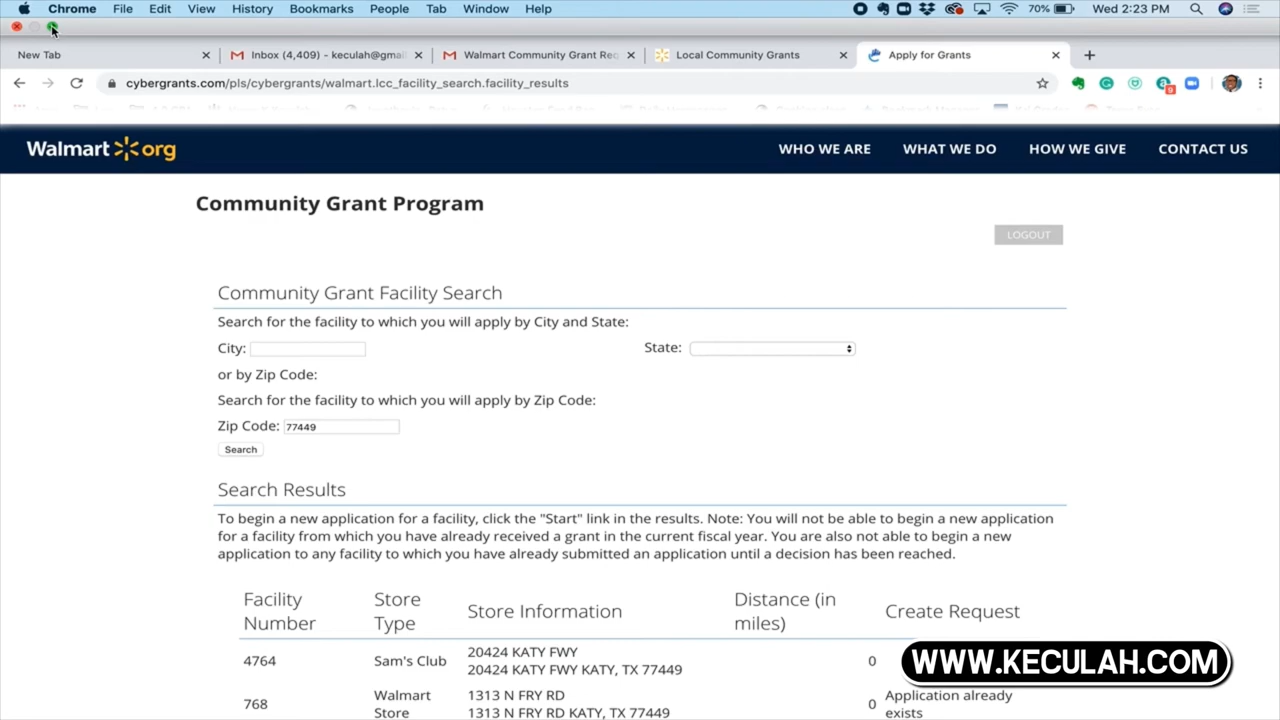 Chrome File Edit View History Bookmarks People Tab Window Help 70% Wed 2:23 PM
New Tab Inbox (4,409) - keculah@gmai Walmart Community Grant Req Local Community Grants Apply for Grants
cybergrants.com/pls/cybergrants/walmart.lcc_facility_search.facility_results 9
Walmart org WHO WE ARE WHAT WE DO HOW WE GIVE CONTACT US
Community Grant Program
LOGOUT
Community Grant Facility Search
Search for the facility to which you will apply by City and State:
City: State:
or by Zip Code:
Search for the facility to which you will apply by Zip Code:
Zip Code: 77449
Search
Search Results
To begin a new application for a facility, click the "Start" link in the results. Note: You will not be able to begin a new application
for a facility from which you have already received a grant in the current fiscal year. You are also not able to begin a new
application to any facility to which you have already submitted an application until a decision has been reached.
Facility Number Store Type Store Information Distance (in miles) Create Request
4764 Sam's Club 20424 KATY FWY 0
20424 KATY FWY KATY, TX 77449
768 Walmart Store 1313 N FRY RD 0 Application already exists
1313 N FRY RD KATY, TX 77449
WWW.KECULAH.COM